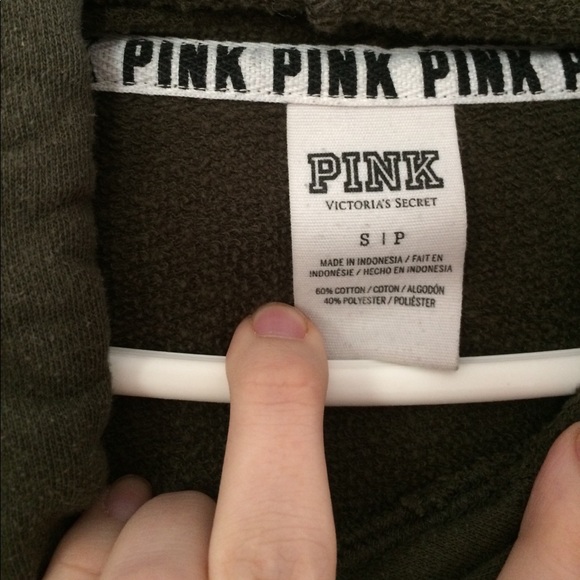 PINK PINK PINK P
PINK
VICTORIA'S SECRET
S | P
MADE IN INDONESIA / FAIT EN
INDONÉSIE / HECHO EN INDONESIA
60% COTTON / COTON / ALGODÓN
40% POLYESTER / POLIÉSTER